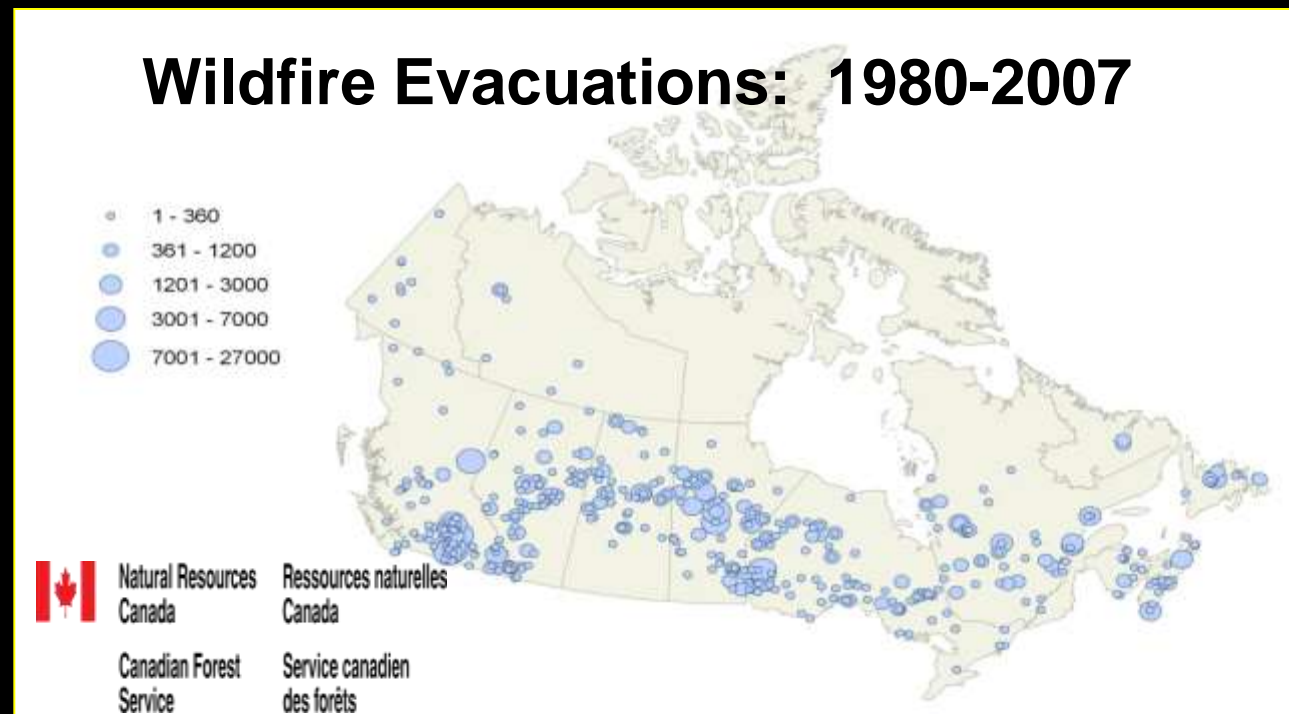 Wildfire Evacuations: 1980-2007
1 - 360
361 - 1200
1201 - 3000
3001 - 7000
7001 - 27000
Natural Resources
Canada
Ressources naturelles
Canada
Canadian Forest
Service
Service canadien
des forêts